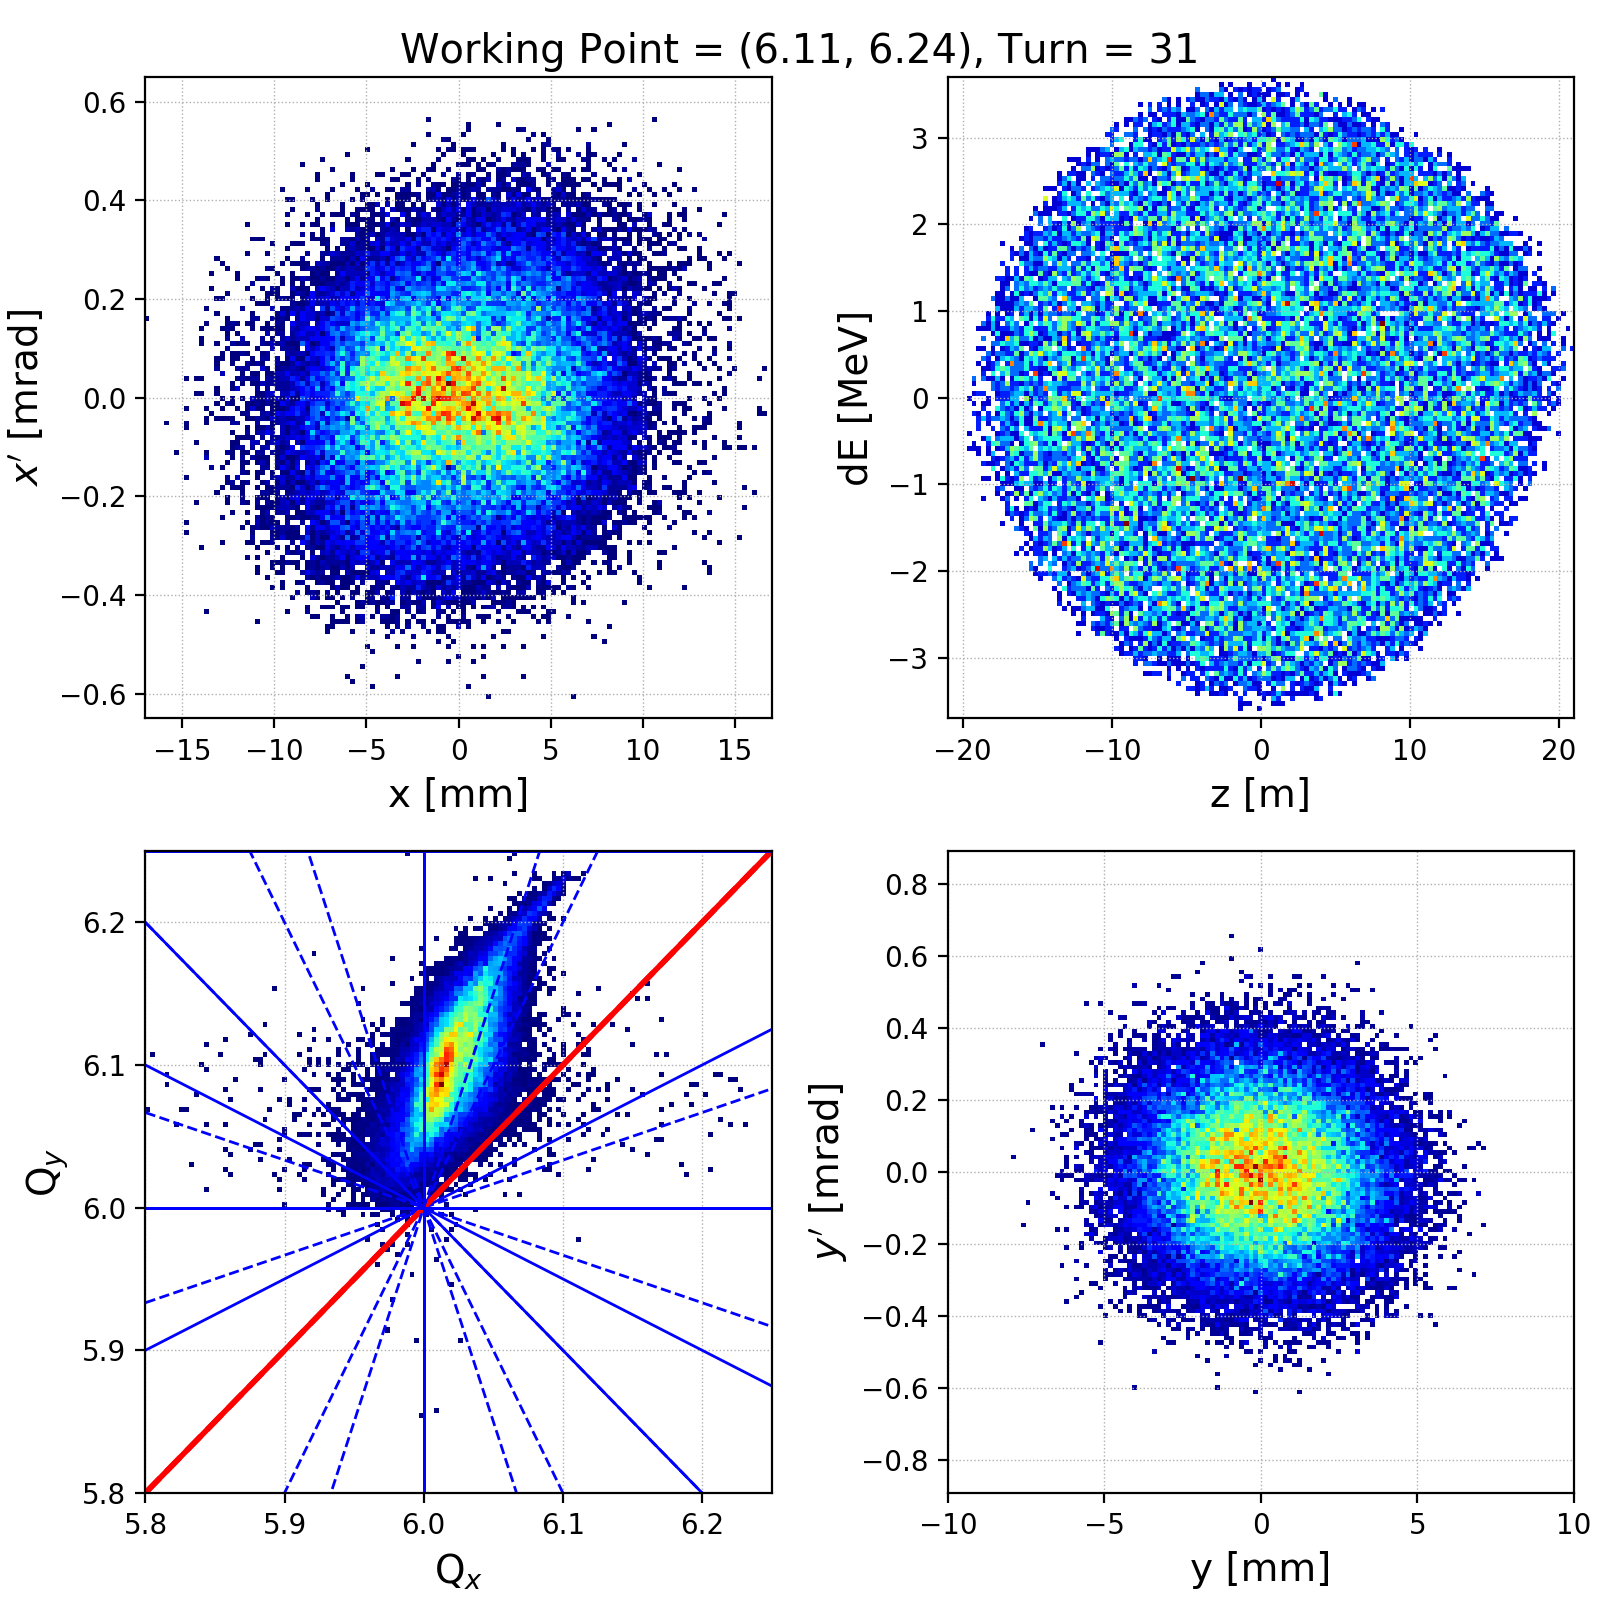 Working Point = (6.11, 6.24), Turn = 31
0.6
0.4
0.2
0.0
−0.2
−0.4
−0.6
x′ [mrad]
−15 −10 −5 0 5 10 15
x [mm]
3
2
1
0
−1
−2
−3
dE [MeV]
−20 −10 0 10 20
z [m]
6.2
6.1
6.0
5.9
5.8
Qy
5.8 5.9 6.0 6.1 6.2
Qx
0.8
0.6
0.4
0.2
0.0
−0.2
−0.4
−0.6
−0.8
y′ [mrad]
−10 −5 0 5 10
y [mm]